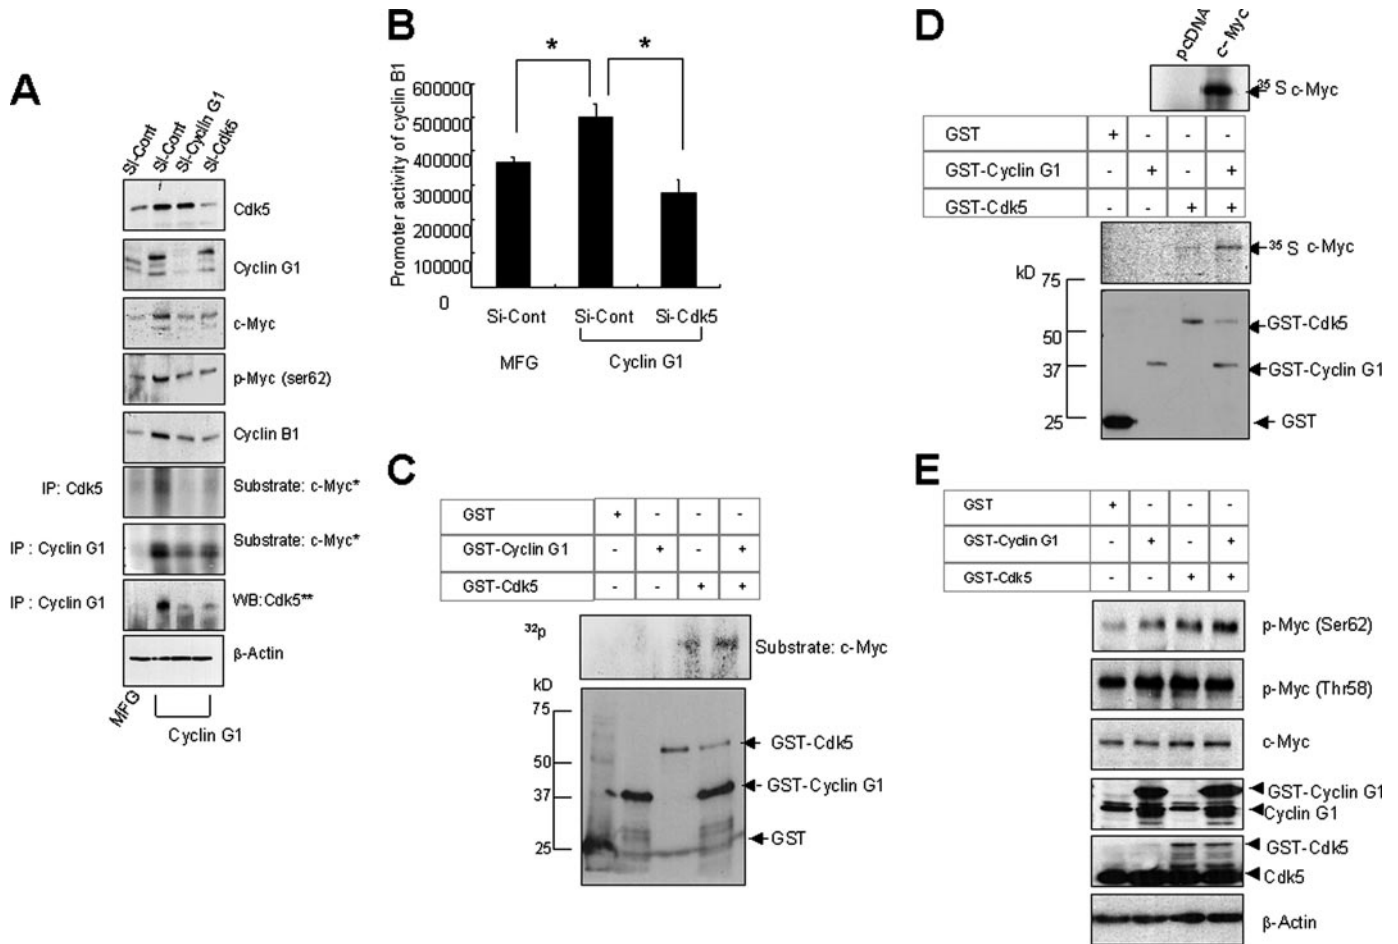 A
Si-Cont
Si-Cont
Si-Cyclin G1
Si-Cdk5
Cdk5
Cyclin G1
c-Myc
p-Myc (ser62)
Cyclin B1
IP: Cdk5 Substrate: c-Myc*
IP : Cyclin G1 Substrate: c-Myc*
IP : Cyclin G1 WB:Cdk5**
β-Actin
MFG
Cyclin G1
B
* *
Promoter activity of cyclin B1
600000
500000
400000
300000
200000
100000
0
Si-Cont Si-Cont Si-Cdk5
MFG Cyclin G1
C
GST + - - -
GST-Cyclin G1 - + - +
GST-Cdk5 - - + +
32p
Substrate: c-Myc
kD
75
50
37
25
GST-Cdk5
GST-Cyclin G1
GST
D
pcDNA
c-Myc
35 S c-Myc
GST + - - -
GST-Cyclin G1 - + - +
GST-Cdk5 - - + +
35 S c-Myc
kD
75
50
37
25
GST-Cdk5
GST-Cyclin G1
GST
E
GST + - - -
GST-Cyclin G1 - + - +
GST-Cdk5 - - + +
p-Myc (Ser62)
p-Myc (Thr58)
c-Myc
GST-Cyclin G1
Cyclin G1
GST-Cdk5
Cdk5
β-Actin